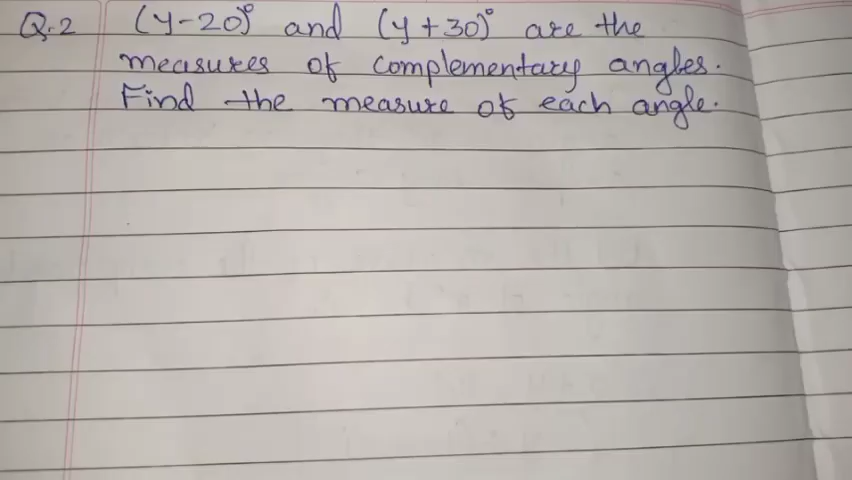 Q.2 (y-20)° and (y+30)° are the
measures of complementary angles.
Find the measure of each angle.